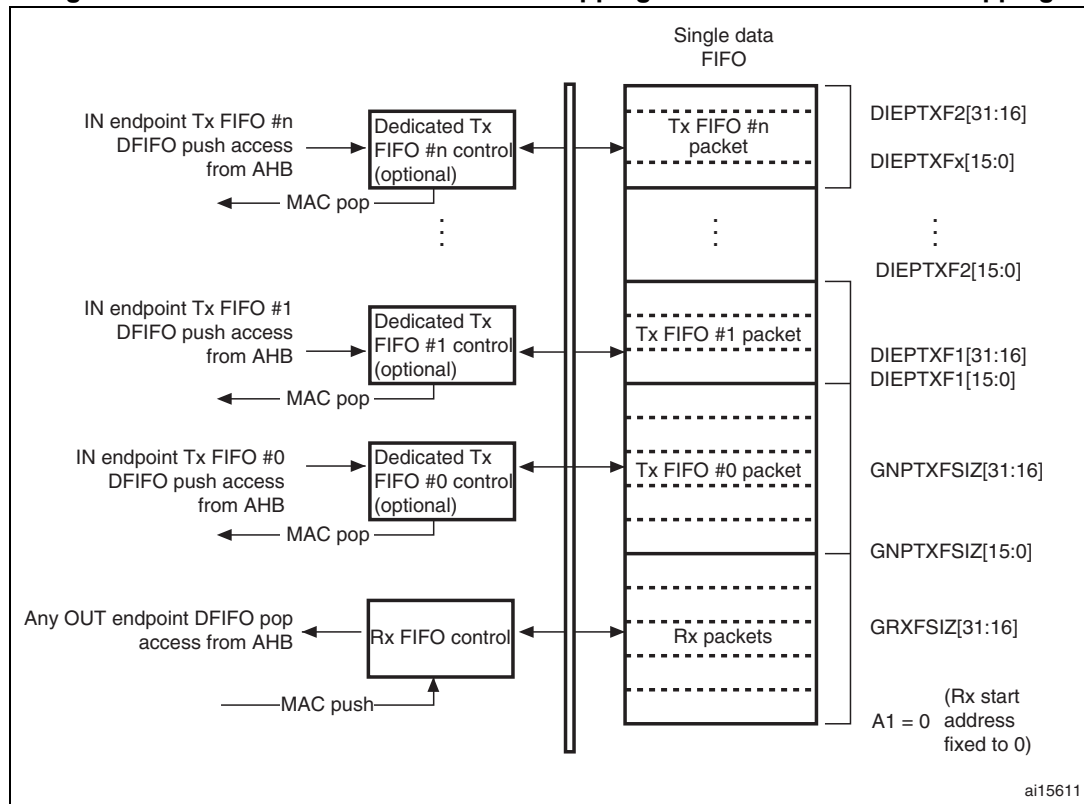 Single data
FIFO
IN endpoint Tx FIFO #n
DFIFO push access
from AHB
Dedicated Tx
FIFO #n control
(optional)
MAC pop
Tx FIFO #n
packet
DIEPTXF2[31:16]
DIEPTXFx[15:0]
DIEPTXF2[15:0]
IN endpoint Tx FIFO #1
DFIFO push access
from AHB
Dedicated Tx
FIFO #1 control
(optional)
MAC pop
Tx FIFO #1 packet
DIEPTXF1[31:16]
DIEPTXF1[15:0]
IN endpoint Tx FIFO #0
DFIFO push access
from AHB
Dedicated Tx
FIFO #0 control
(optional)
MAC pop
Tx FIFO #0 packet
GNPTXFSIZ[31:16]
GNPTXFSIZ[15:0]
Any OUT endpoint DFIFO pop
access from AHB
Rx FIFO control
MAC push
Rx packets
GRXFSIZ[31:16]
A1 = 0
(Rx start
address
fixed to 0)
ai15611